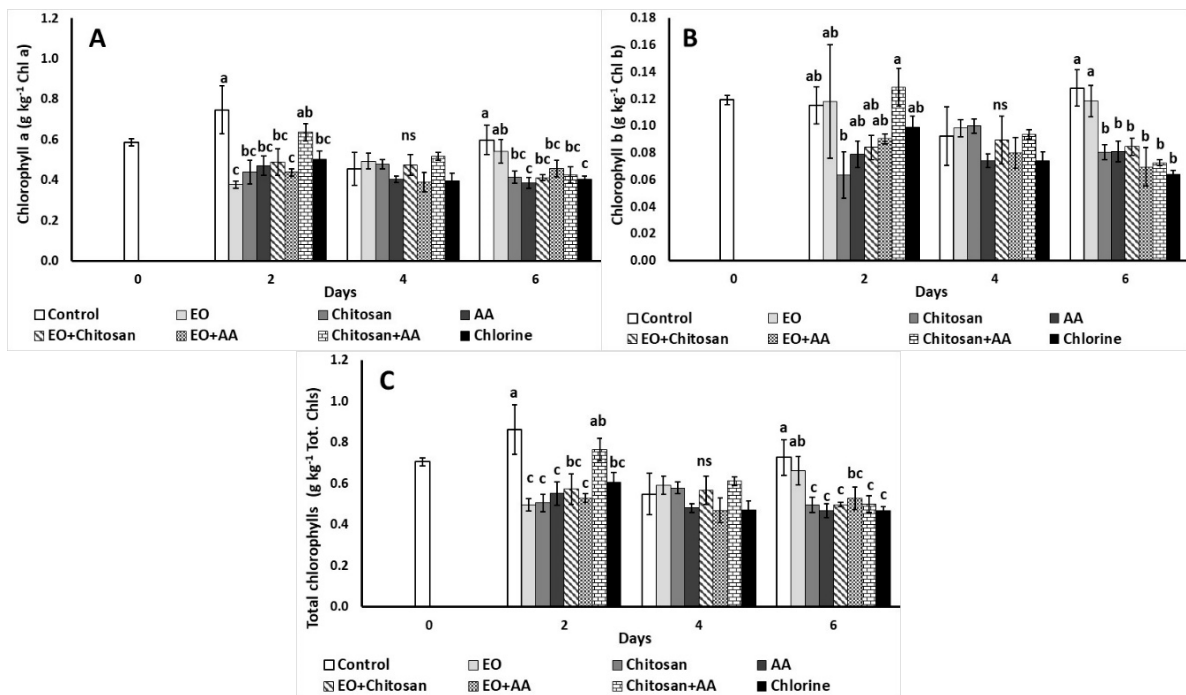 A
Chlorophyll a (g kg-1 Chl a)
1.2
1.0
0.8
0.6
0.4
0.2
0.0
a c bc bc bc c ab bc
ns
a ab bc c bc bc bc c
0 2 4 6
Days
Control EO Chitosan AA
EO+Chitosan EO+AA Chitosan+AA Chlorine
B
Chlorophyll b (g kg-1 Chl b)
0.18
0.16
0.14
0.12
0.10
0.08
0.06
0.04
0.02
0.00
ab ab b ab ab ab a ab
ns
a a b b b b b b
0 2 4 6
Days
Control EO Chitosan AA
EO+Chitosan EO+AA Chitosan+AA Chlorine
C
Total chlorophylls (g kg-1 Tot. Chls)
1.2
1.0
0.8
0.6
0.4
0.2
0.0
a c c c bc c ab bc
ns
a ab c c c bc c c
0 2 4 6
Days
Control EO Chitosan AA
EO+Chitosan EO+AA Chitosan+AA Chlorine